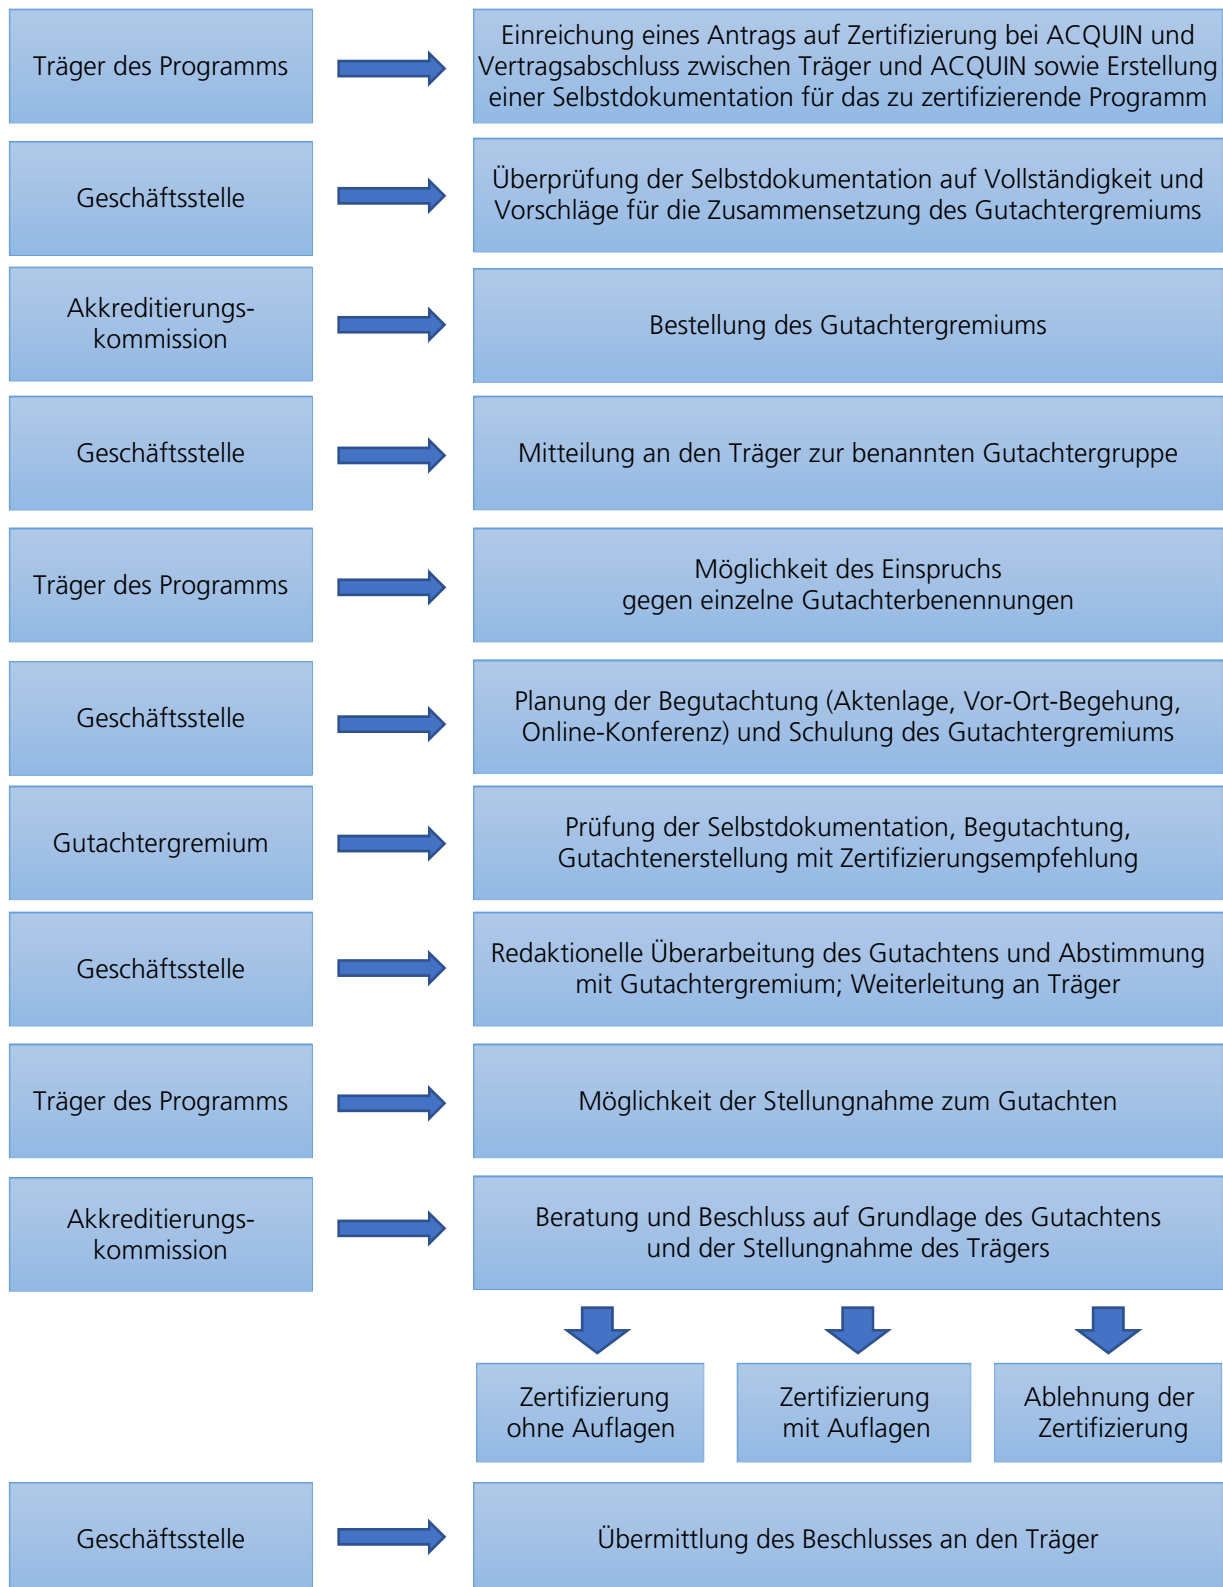 Träger des Programms
Einreichung eines Antrags auf Zertifizierung bei ACQUIN und
Vertragsabschluss zwischen Träger und ACQUIN sowie Erstellung
einer Selbstdokumentation für das zu zertifizierende Programm
Geschäftsstelle
Überprüfung der Selbstdokumentation auf Vollständigkeit und
Vorschläge für die Zusammensetzung des Gutachtergremiums
Akkreditierungs-
kommission
Bestellung des Gutachtergremiums
Geschäftsstelle
Mitteilung an den Träger zur benannten Gutachtergruppe
Träger des Programms
Möglichkeit des Einspruchs
gegen einzelne Gutachterbenennungen
Geschäftsstelle
Planung der Begutachtung (Aktenlage, Vor-Ort-Begehung,
Online-Konferenz) und Schulung des Gutachtergremiums
Gutachtergremium
Prüfung der Selbstdokumentation, Begutachtung,
Gutachtenerstellung mit Zertifizierungsempfehlung
Geschäftsstelle
Redaktionelle Überarbeitung des Gutachtens und Abstimmung
mit Gutachtergremium; Weiterleitung an Träger
Träger des Programms
Möglichkeit der Stellungnahme zum Gutachten
Akkreditierungs-
kommission
Beratung und Beschluss auf Grundlage des Gutachtens
und der Stellungnahme des Trägers
Zertifizierung
ohne Auflagen
Zertifizierung
mit Auflagen
Ablehnung der
Zertifizierung
Geschäftsstelle
Übermittlung des Beschlusses an den Träger